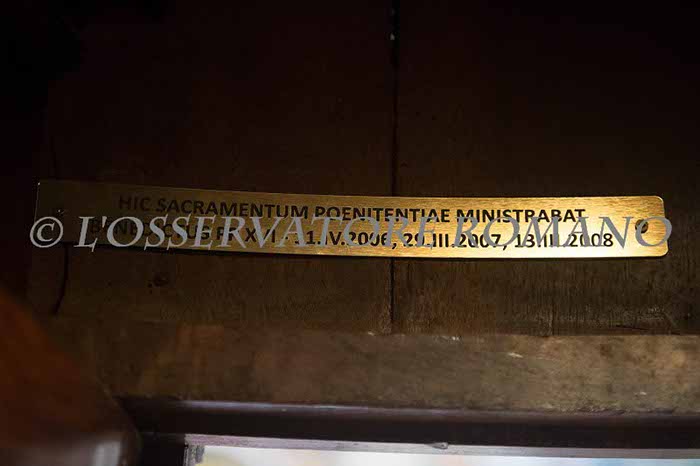 HIC SACRAMENTUM POENITENTIAE MINISTRABAT
© L'OSSERVATORE ROMANO
29.III.2007, 13.III.2008